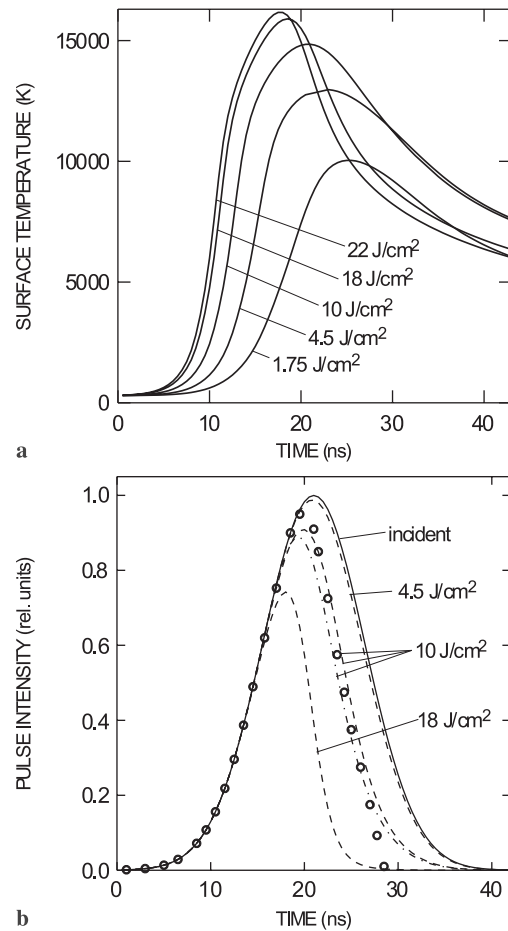 SURFACE TEMPERATURE (K)
15000
10000
5000
0
22 J/cm²
18 J/cm²
10 J/cm²
4.5 J/cm²
1.75 J/cm²
0 10 20 30 40
TIME (ns)
a
PULSE INTENSITY (rel. units)
1.0
0.8
0.6
0.4
0.2
0.0
incident
4.5 J/cm²
10 J/cm²
18 J/cm²
0 10 20 30 40
TIME (ns)
b